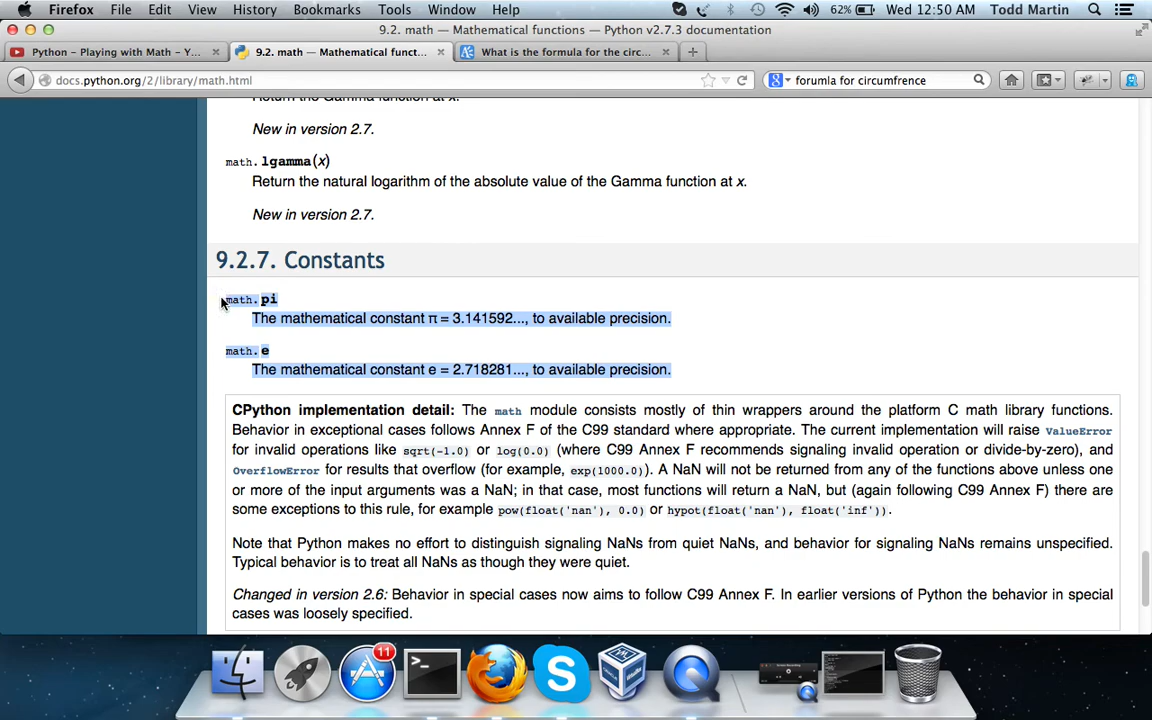 Firefox File Edit View History Bookmarks Tools Window Help 62% Wed 12:50 AM Todd Martin
9.2. math — Mathematical functions — Python v2.7.3 documentation
Python – Playing with Math – Y... 9.2. math — Mathematical funct... What is the formula for the circ...
docs.python.org/2/library/math.html forumla for circumfrence
Return the Gamma function at x.
New in version 2.7.
math.lgamma(x)
Return the natural logarithm of the absolute value of the Gamma function at x.
New in version 2.7.
9.2.7. Constants
math.pi
The mathematical constant π = 3.141592..., to available precision.
math.e
The mathematical constant e = 2.718281..., to available precision.
CPython implementation detail: The math module consists mostly of thin wrappers around the platform C math library functions.
Behavior in exceptional cases follows Annex F of the C99 standard where appropriate. The current implementation will raise ValueError
for invalid operations like sqrt(-1.0) or log(0.0) (where C99 Annex F recommends signaling invalid operation or divide-by-zero), and
OverflowError for results that overflow (for example, exp(1000.0)). A NaN will not be returned from any of the functions above unless one
or more of the input arguments was a NaN; in that case, most functions will return a NaN, but (again following C99 Annex F) there are
some exceptions to this rule, for example pow(float('nan'), 0.0) or hypot(float('nan'), float('inf')).
Note that Python makes no effort to distinguish signaling NaNs from quiet NaNs, and behavior for signaling NaNs remains unspecified.
Typical behavior is to treat all NaNs as though they were quiet.
Changed in version 2.6: Behavior in special cases now aims to follow C99 Annex F. In earlier versions of Python the behavior in special
cases was loosely specified.
11